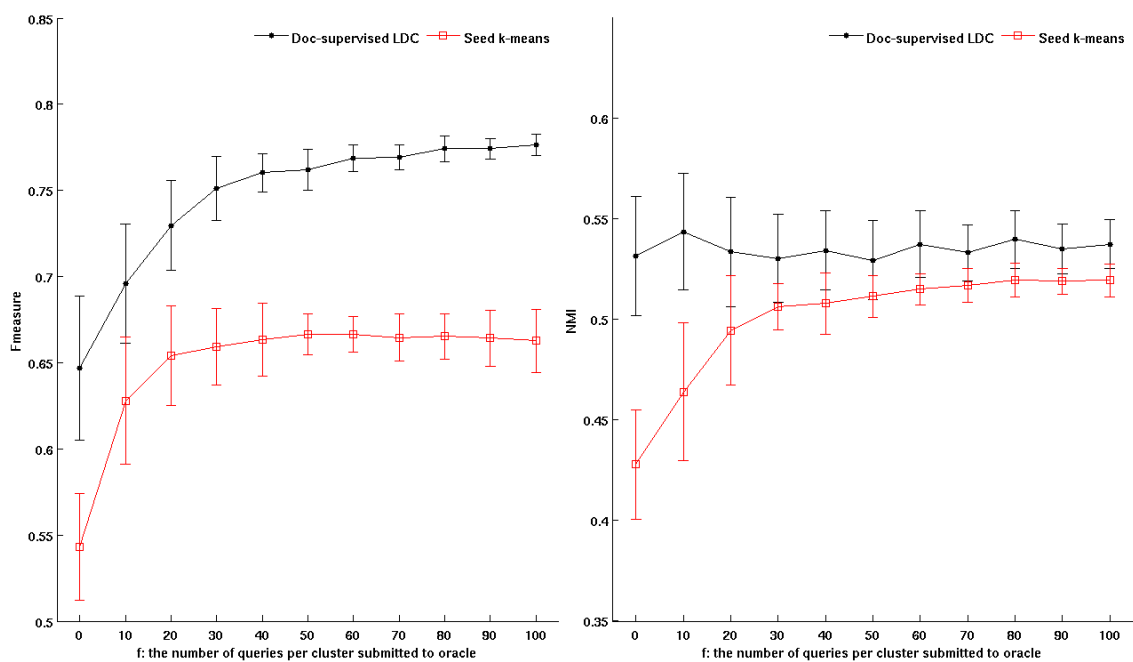 Doc-supervised LDC
Seed k-means
0.85
0.8
0.75
0.7
0.65
0.6
0.55
0.5
Fmeasure
0 10 20 30 40 50 60 70 80 90 100
f: the number of queries per cluster submitted to oracle
Doc-supervised LDC
Seed k-means
0.6
0.55
0.5
0.45
0.4
0.35
NMI
0 10 20 30 40 50 60 70 80 90 100
f: the number of queries per cluster submitted to oracle